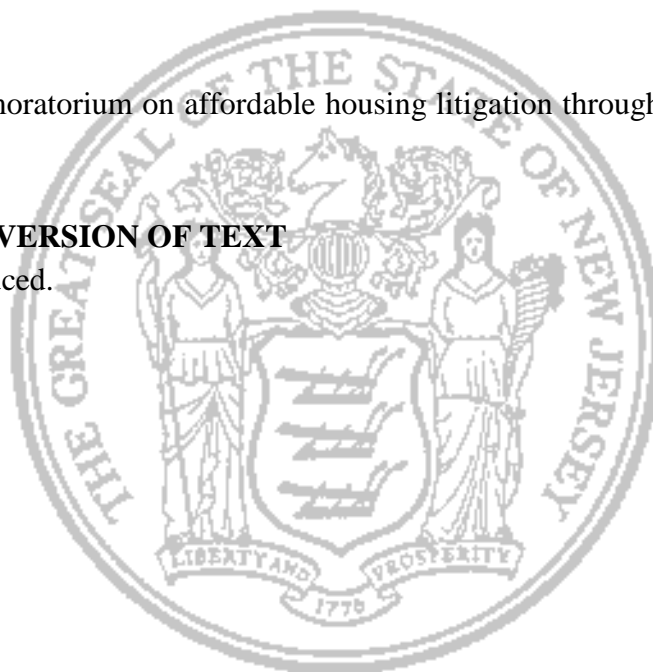 THE GREAT SEAL OF THE STATE OF NEW JERSEY
moratorium on affordable housing litigation through
VERSION OF TEXT
uced.
LIBERTY AND PROSPERITY
1776